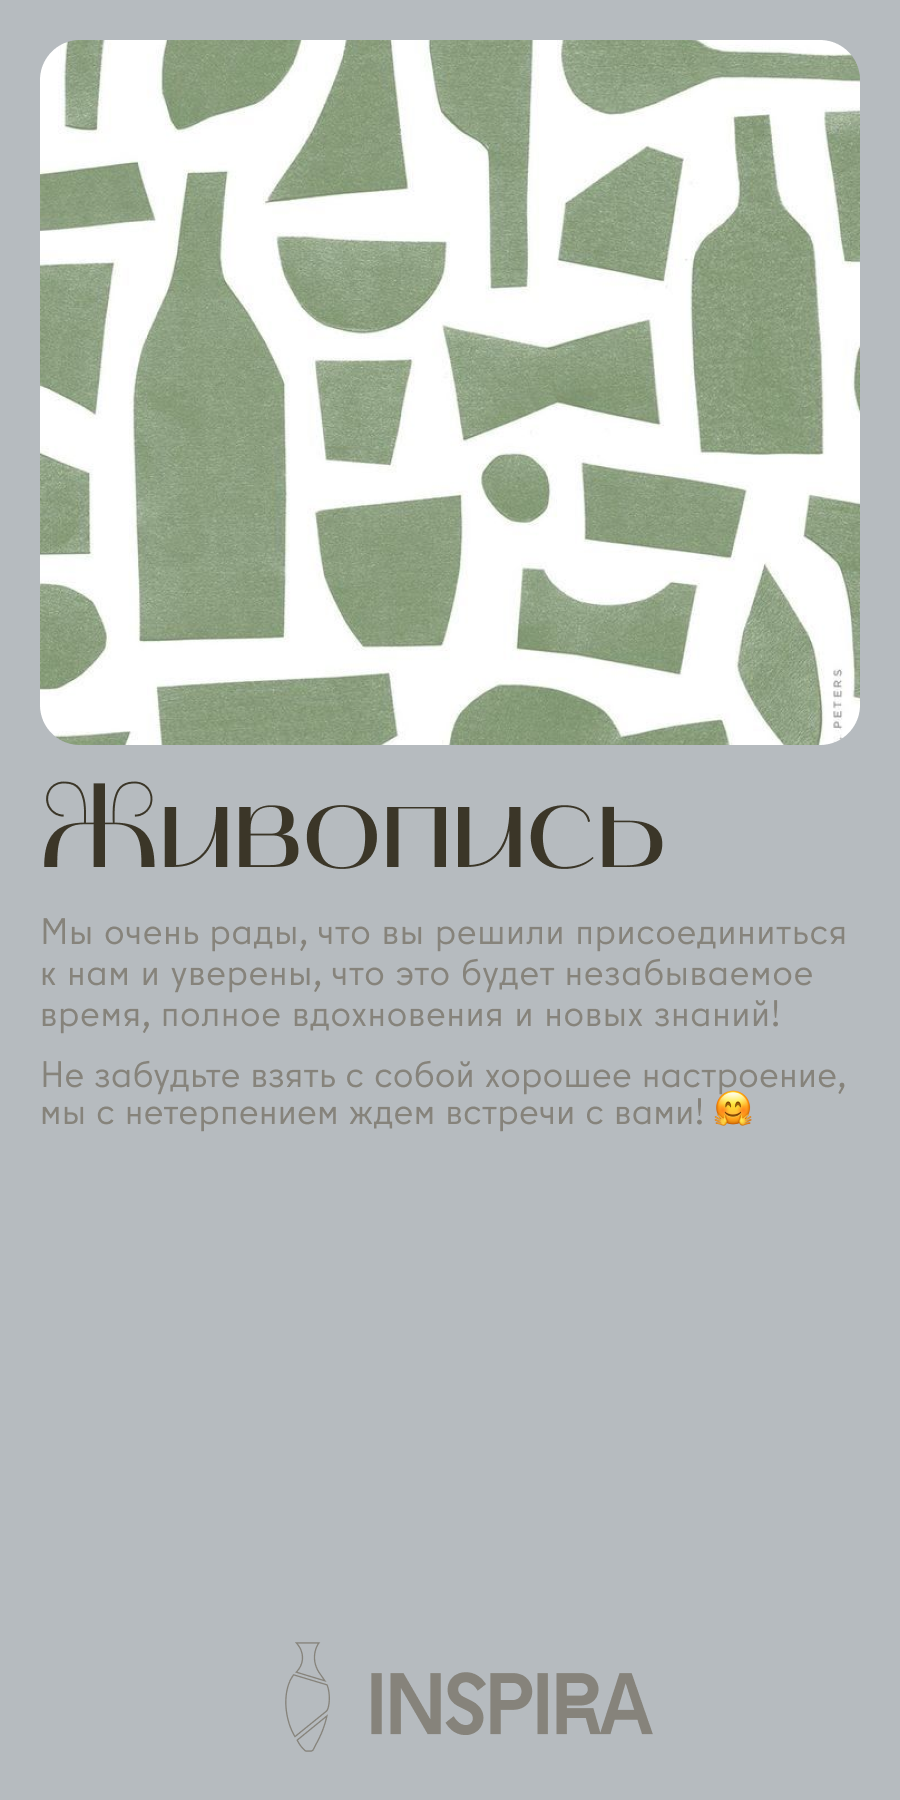 PETERS
Живопись
Мы очень рады, что вы решили присоединиться
к нам и уверены, что это будет незабываемое
время, полное вдохновения и новых знаний!
Не забудьте взять с собой хорошее настроение,
мы с нетерпением ждем встречи с вами! 🤗
INSPIRA